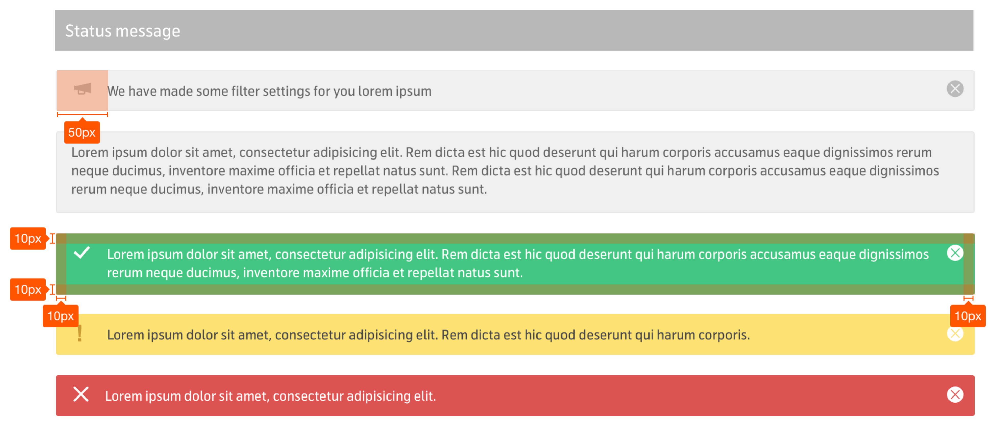 Status message
We have made some filter settings for you lorem ipsum
50px
Lorem ipsum dolor sit amet, consectetur adipisicing elit. Rem dicta est hic quod deserunt qui harum corporis accusamus eaque dignissimos rerum
neque ducimus, inventore maxime officia et repellat natus sunt. Rem dicta est hic quod deserunt qui harum corporis accusamus eaque dignissimos
rerum neque ducimus, inventore maxime officia et repellat natus sunt.
10px
Lorem ipsum dolor sit amet, consectetur adipisicing elit. Rem dicta est hic quod deserunt qui harum corporis accusamus eaque dignissimos
rerum neque ducimus, inventore maxime officia et repellat natus sunt.
10px
10px
10px
Lorem ipsum dolor sit amet, consectetur adipisicing elit. Rem dicta est hic quod deserunt qui harum corporis.
Lorem ipsum dolor sit amet, consectetur adipisicing elit.